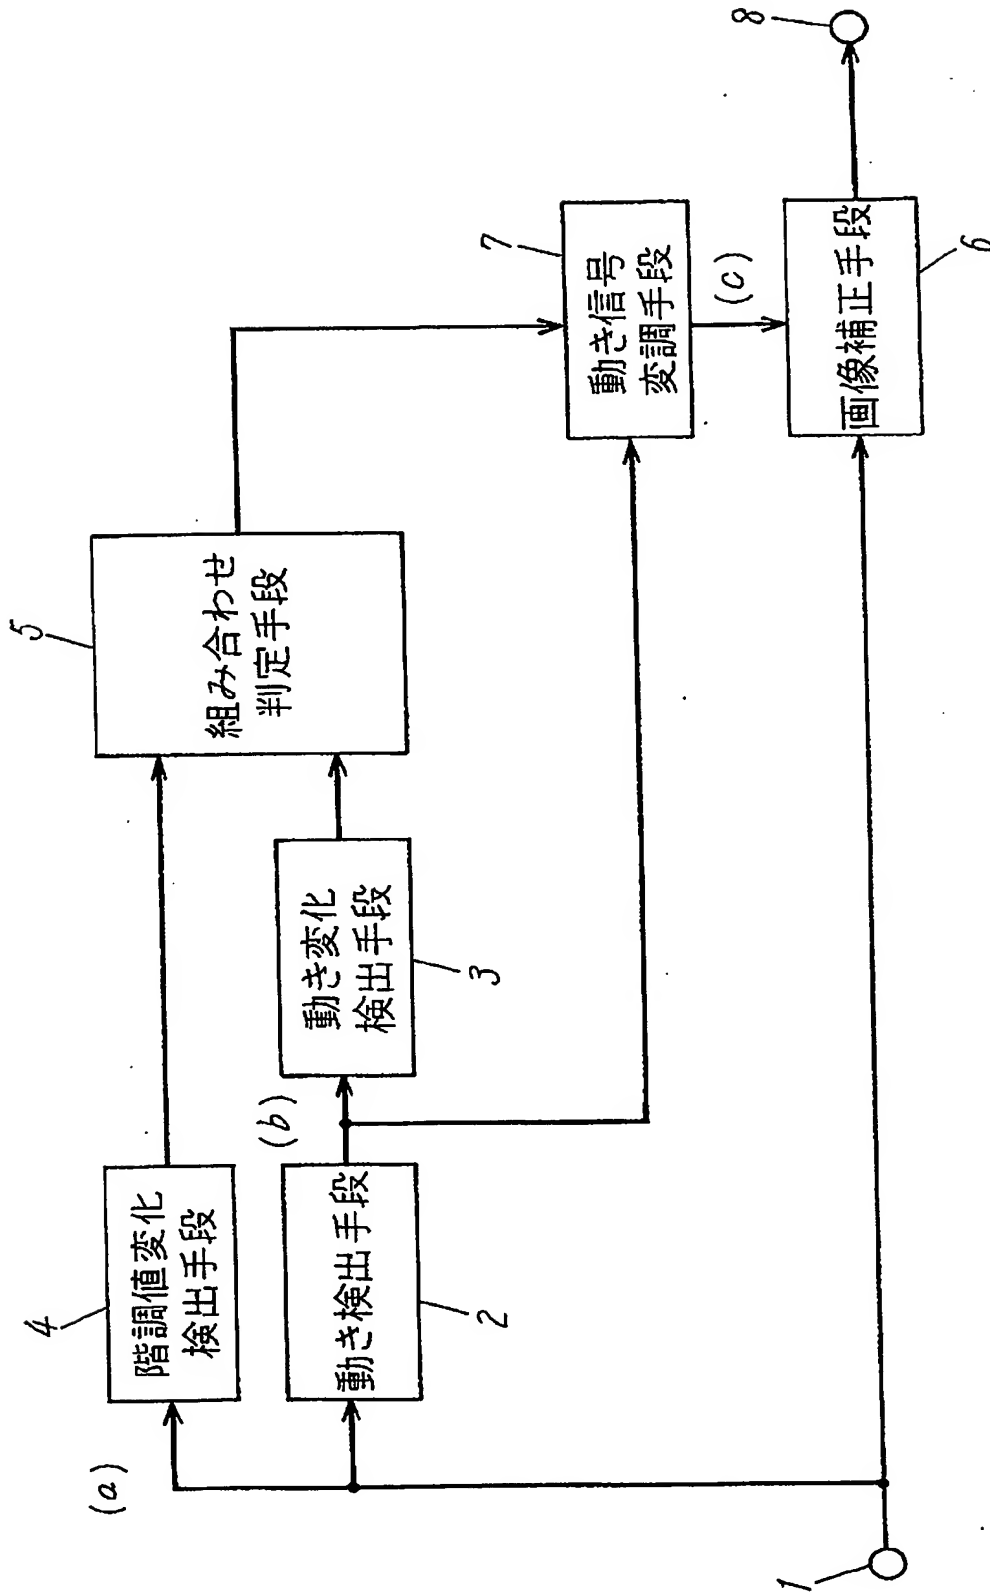 (a)
4
階調値変化
検出手段
動き検出手段
2
(b)
動き変化
検出手段
3
5
組み合わせ
判定手段
7
動き信号
変調手段
(c)
画像補正手段
6
1
8